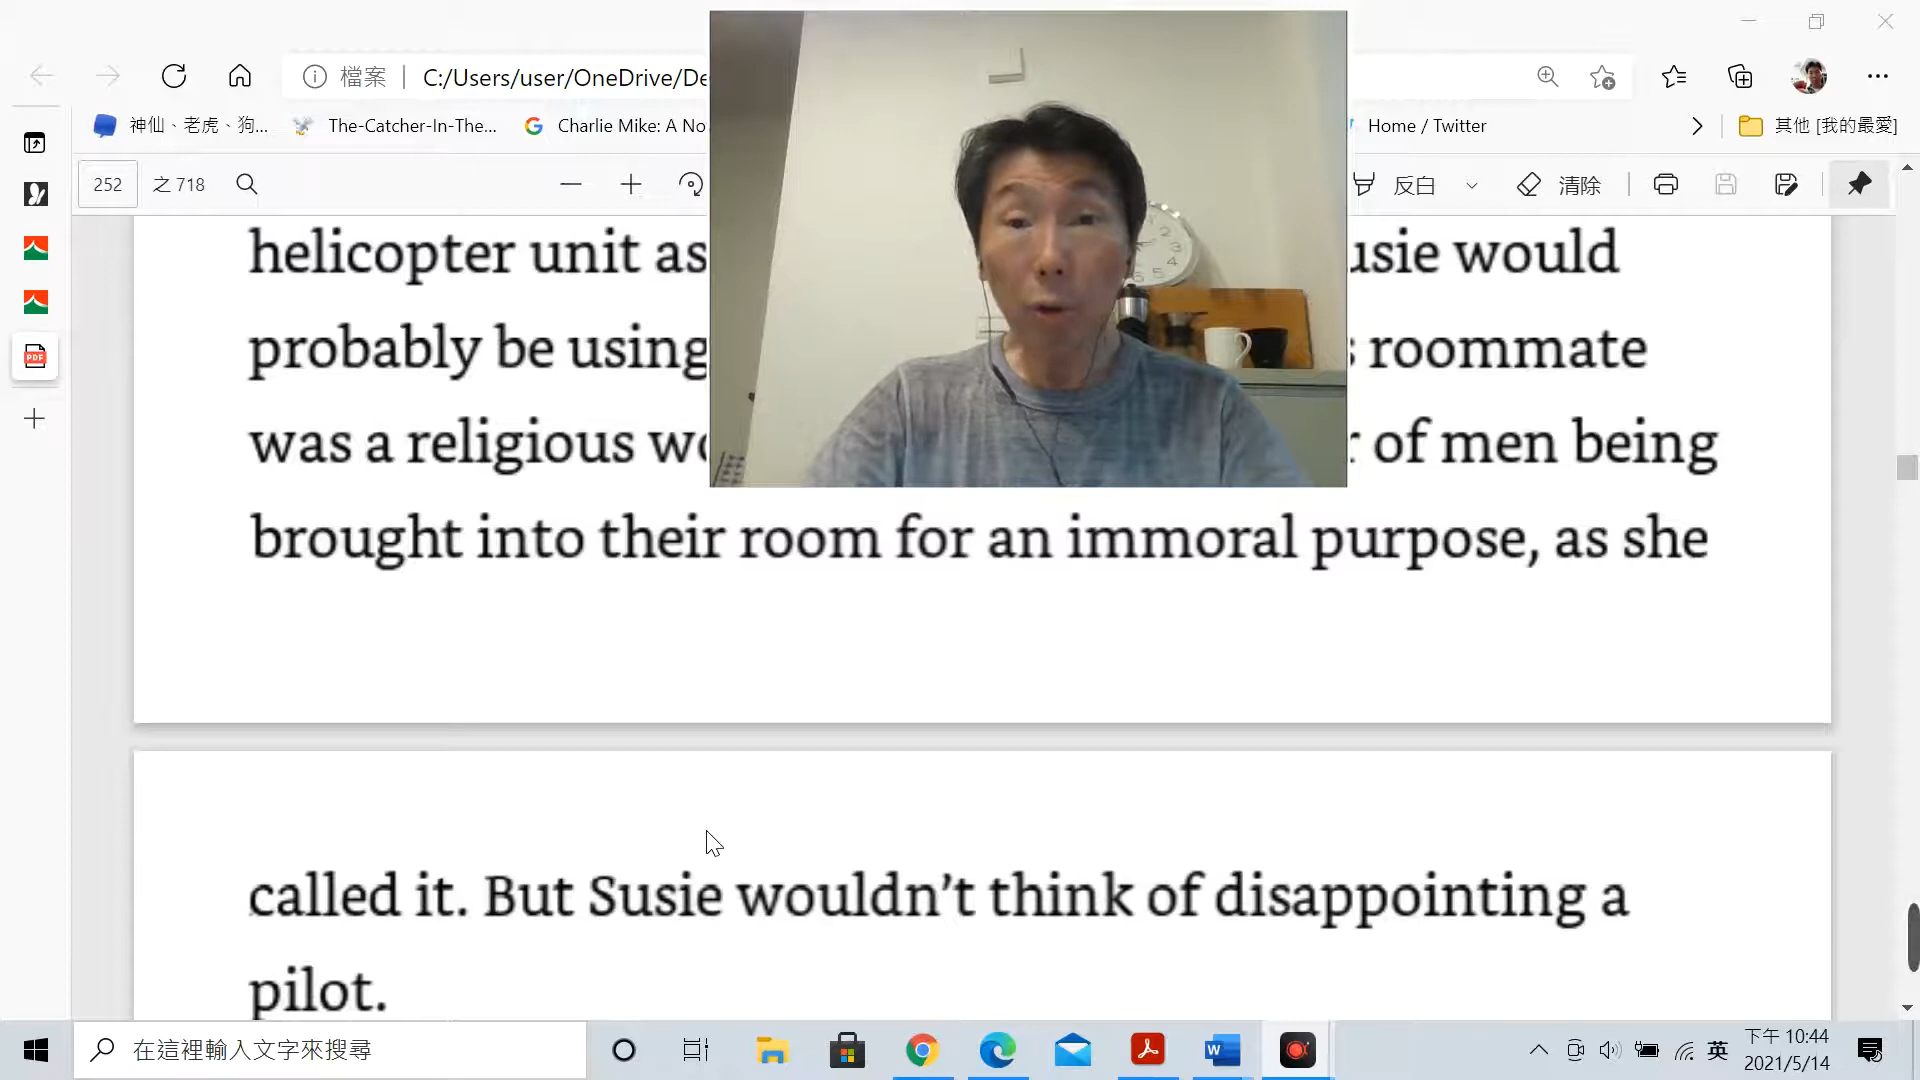 檔案
C:/Users/user/OneDrive/De
神仙、老虎、狗...
The-Catcher-In-The...
Charlie Mike: A No
Home / Twitter
其他 [我的最愛]
252 之 718
反白
清除
helicopter unit as usie would
probably be using roommate
was a religious of men being
brought into their room for an immoral purpose, as she
called it. But Susie wouldn’t think of disappointing a
pilot.
在這裡輸入文字來搜尋
英
下午 10:44
2021/5/14